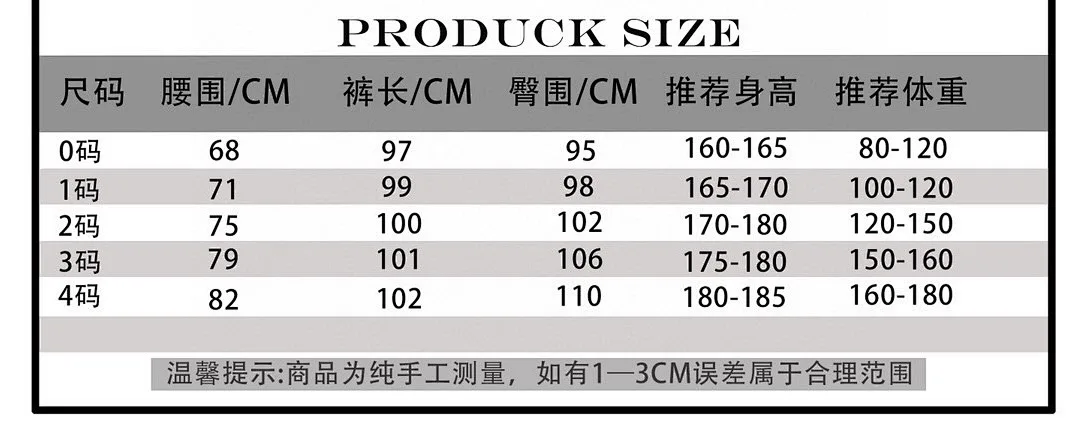 PRODUCK SIZE
尺码 腰围/CM 裤长/CM 臀围/CM 推荐身高 推荐体重
0码 68 97 95 160-165 80-120
1码 71 99 98 165-170 100-120
2码 75 100 102 170-180 120-150
3码 79 101 106 175-180 150-160
4码 82 102 110 180-185 160-180
温馨提示:商品为纯手工测量，如有1—3CM误差属于合理范围